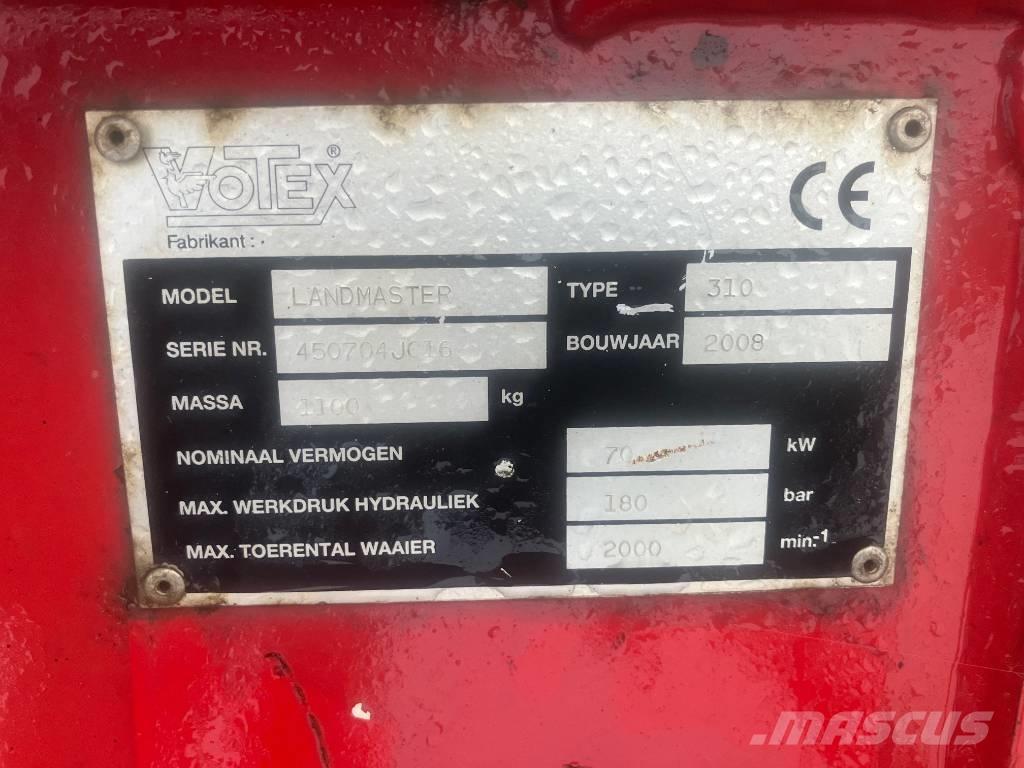 VOTEX®
CE
Fabrikant :
MODEL LANDMASTER TYPE 310
SERIE NR. 450704JC16 BOUWJAAR 2008
MASSA 1100 kg
NOMINAAL VERMOGEN 70 kW
MAX. WERKDRUK HYDRAULIEK 180 bar
MAX. TOERENTAL WAAIER 2000 min.-1
MASCUS